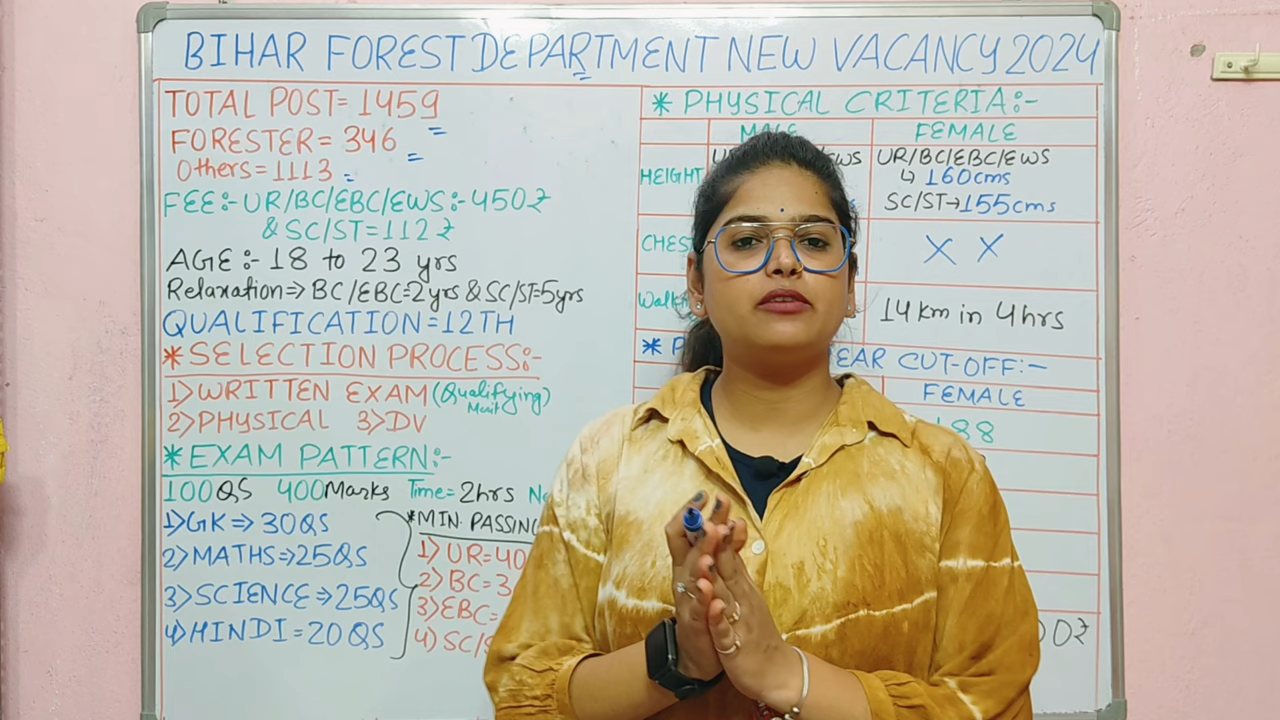 BIHAR FOREST DEPARTMENT NEW VACANCY 2024
TOTAL POST = 1459
FORESTER = 346
Others = 1113
FEE:- UR/BC/EBC/EWS:- 450₹
& SC/ST = 112₹
AGE:- 18 to 23 yrs
Relaxation ⇒ BC/EBC=2yrs & SC/ST=5yrs
QUALIFICATION = 12TH
* SELECTION PROCESS:-
1> WRITTEN EXAM (Qualifying)
Merit
2> PHYSICAL 3> DV
* EXAM PATTERN:-
100QS 400Marks Time = 2hrs
1> GK ⇒ 30QS
2> MATHS ⇒ 25QS
3> SCIENCE ⇒ 25QS
4> HINDI = 20QS
* MIN. PASSING
1> UR = 40
2> BC = 3
3> EBC =
4) SC/S
* PHYSICAL CRITERIA:-
MALE FEMALE
HEIGHT EWS UR/BC/EBC/EWS
↳ 160cms
SC/ST → 155cms
CHEST X X
Walk 14km in 4hrs
* P EAR CUT-OFF:-
FEMALE
188
00₹